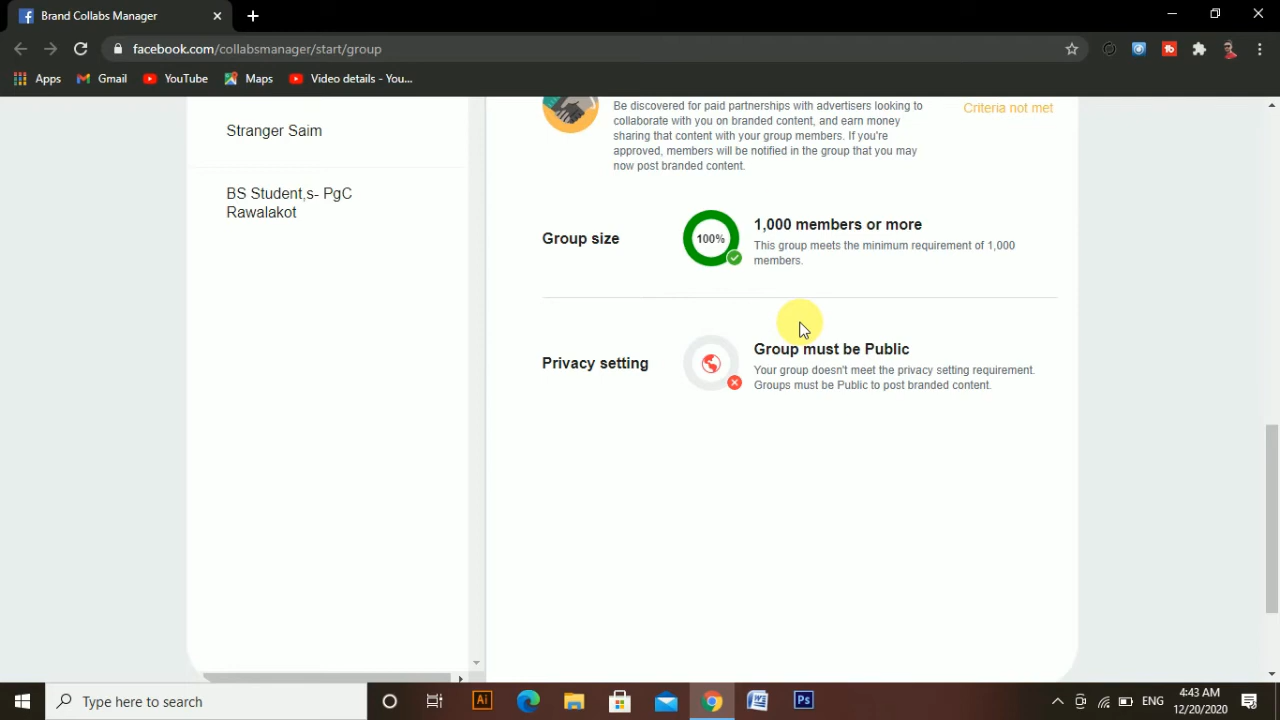 Brand Collabs Manager
facebook.com/collabsmanager/start/group
Apps
Gmail
YouTube
Maps
Video details - You...
Stranger Saim
BS Student,s- PgC
Rawalakot
Be discovered for paid partnerships with advertisers looking to
collaborate with you on branded content, and earn money
sharing that content with your group members. If you're
approved, members will be notified in the group that you may
now post branded content.
Criteria not met
Group size
100%
1,000 members or more
This group meets the minimum requirement of 1,000
members.
Privacy setting
Group must be Public
Your group doesn't meet the privacy setting requirement.
Groups must be Public to post branded content.
Type here to search
Ai
Ps
ENG
4:43 AM
12/20/2020